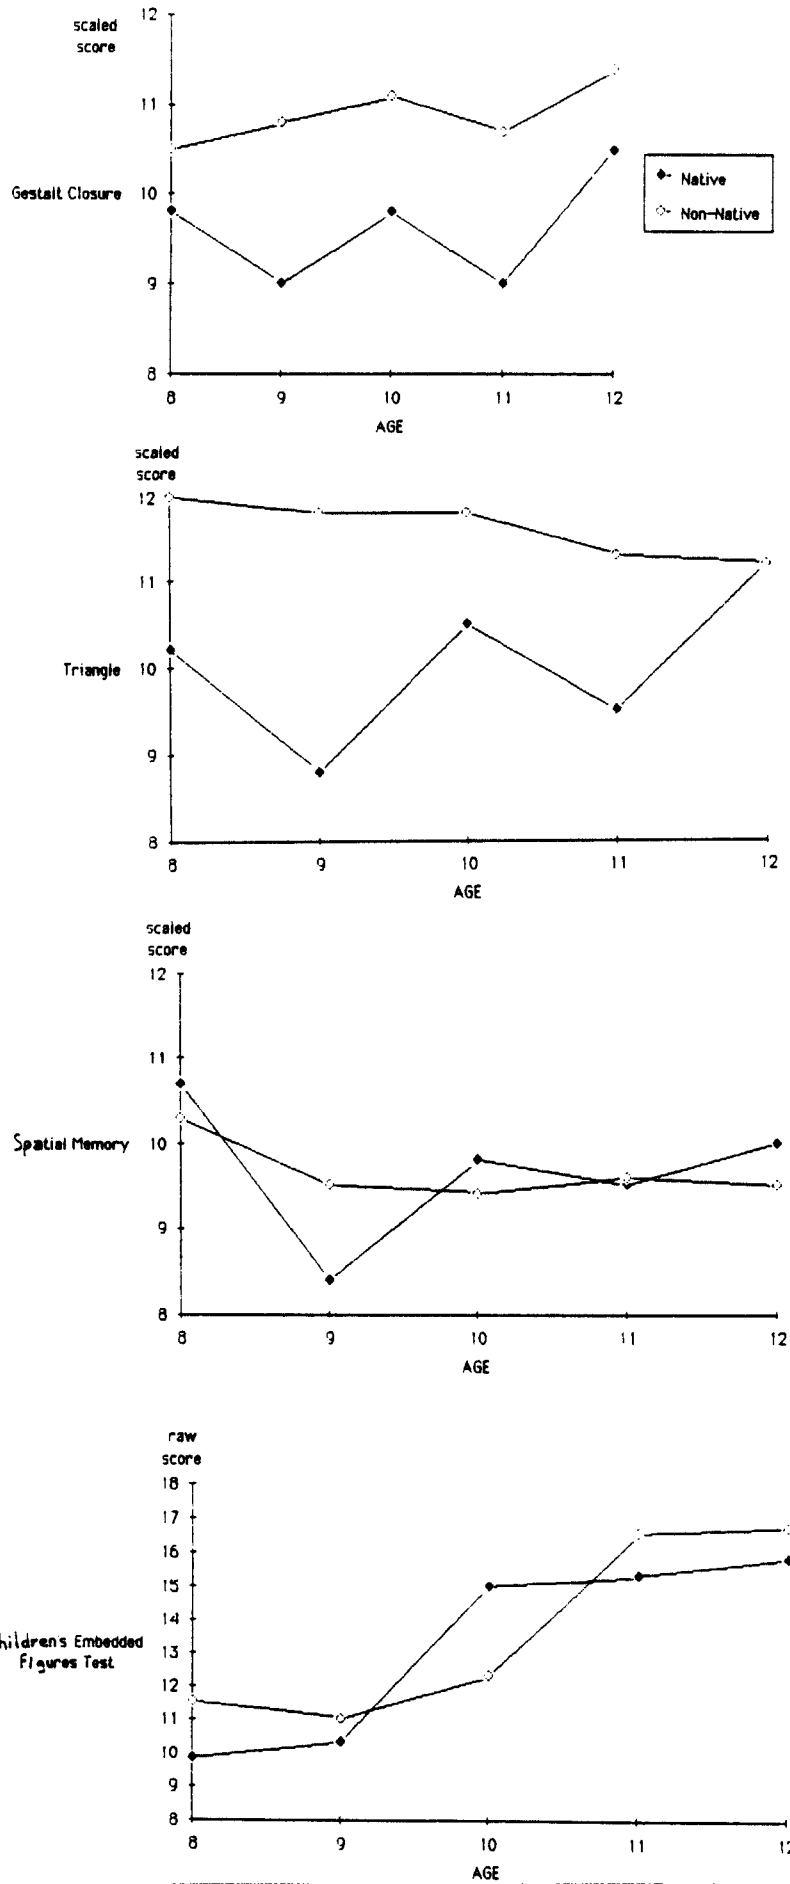 scaled
score
12
11
10
9
8
Gestalt Closure
8 9 10 11 12
AGE
Native
Non-Native
scaled
score
12
11
10
9
8
Triangle
8 9 10 11 12
AGE
scaled
score
12
11
10
9
8
Spatial Memory
8 9 10 11 12
AGE
raw
score
18
17
16
15
14
13
12
11
10
9
8
hildren's Embedded
Figures Test
8 9 10 11 12
AGE